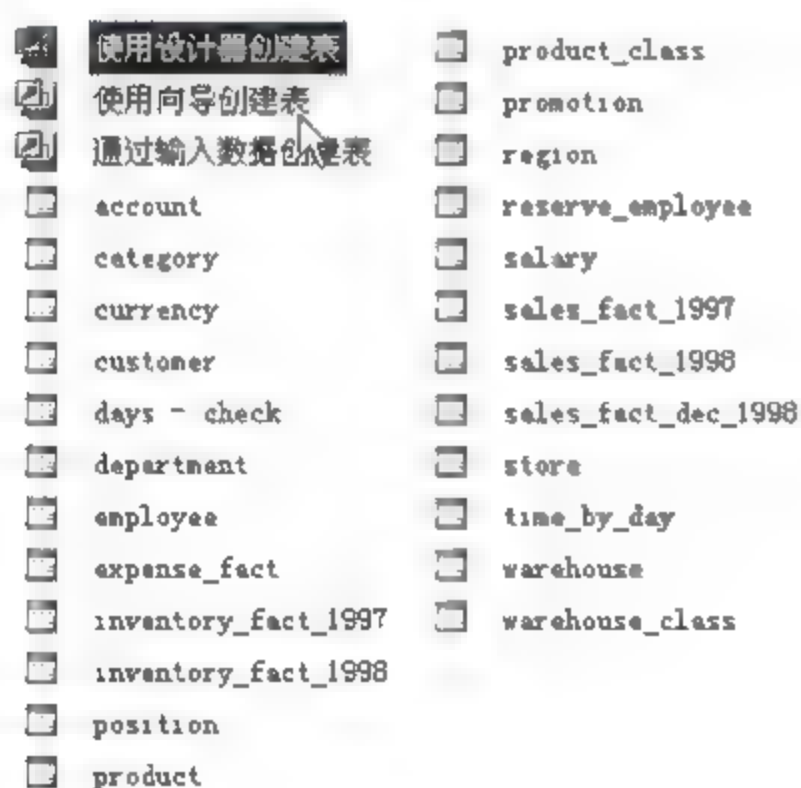 使用设计器创建表
使用向导创建表
通过输入数据创建表
account
category
currency
customer
days - check
department
employee
expense_fact
inventory_fact_1997
inventory_fact_1998
position
product
product_class
promotion
region
reserve_employee
salary
sales_fact_1997
sales_fact_1998
sales_fact_dec_1998
store
time_by_day
warehouse
warehouse_class